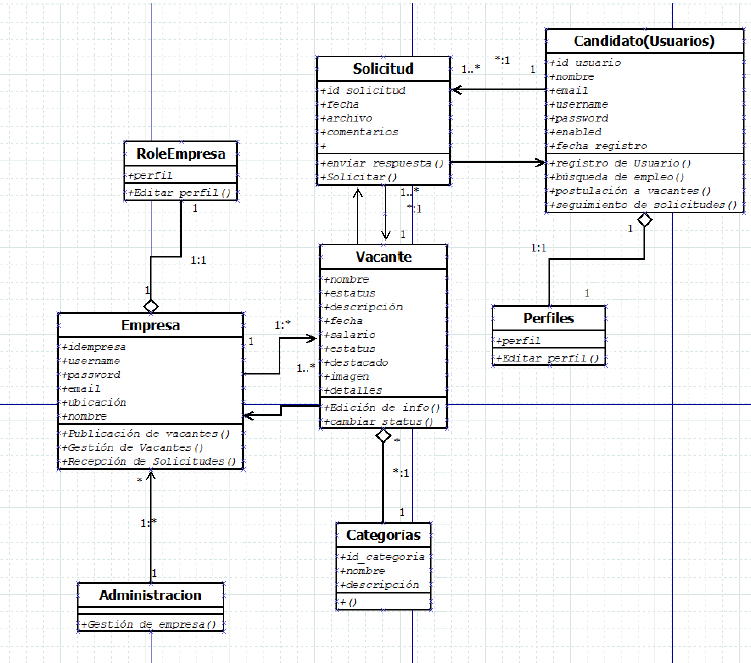 Candidato(Usuarios)
+id usuario
+nombre
+email
+username
+password
+enabled
+fecha registro
+registro de Usuario()
+búsqueda de empleo()
+postulación a vacantes()
+seguimiento de solicitudes()
*:1
1..*
1
Solicitud
+id solicitud
+fecha
+archivo
+comentarios
+
+enviar respuesta()
+Solicitar()
1..*
*:1
1
RoleEmpresa
+perfil
+Editar perfil()
1
1:1
1
Vacante
+nombre
+estatus
+descripción
+fecha
+salario
+estatus
+destacado
+imagen
+detalles
+Edición de info()
+cambiar status()
1
1:1
1
Perfiles
+perfil
+Editar perfil()
Empresa
+idempresa
+username
+password
+email
+ubicación
+nombre
+Publicación de vacantes()
+Gestión de Vacantes()
+Recepción de Solicitudes()
1:*
1
1..*
*
*:1
1
Categorías
+id_categoria
+nombre
+descripción
+()
*
1:*
1
Administracion
+Gestión de empresa()